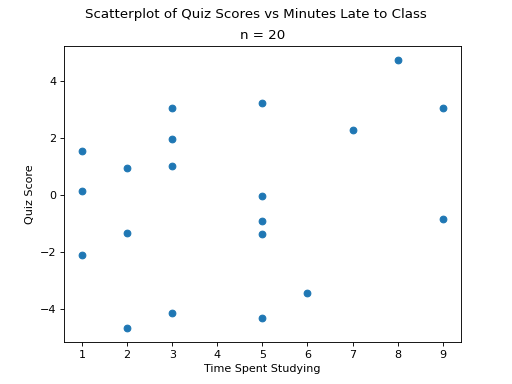 Scatterplot of Quiz Scores vs Minutes Late to Class
n = 20
4
2
0
−2
−4
Quiz Score
1 2 3 4 5 6 7 8 9
Time Spent Studying